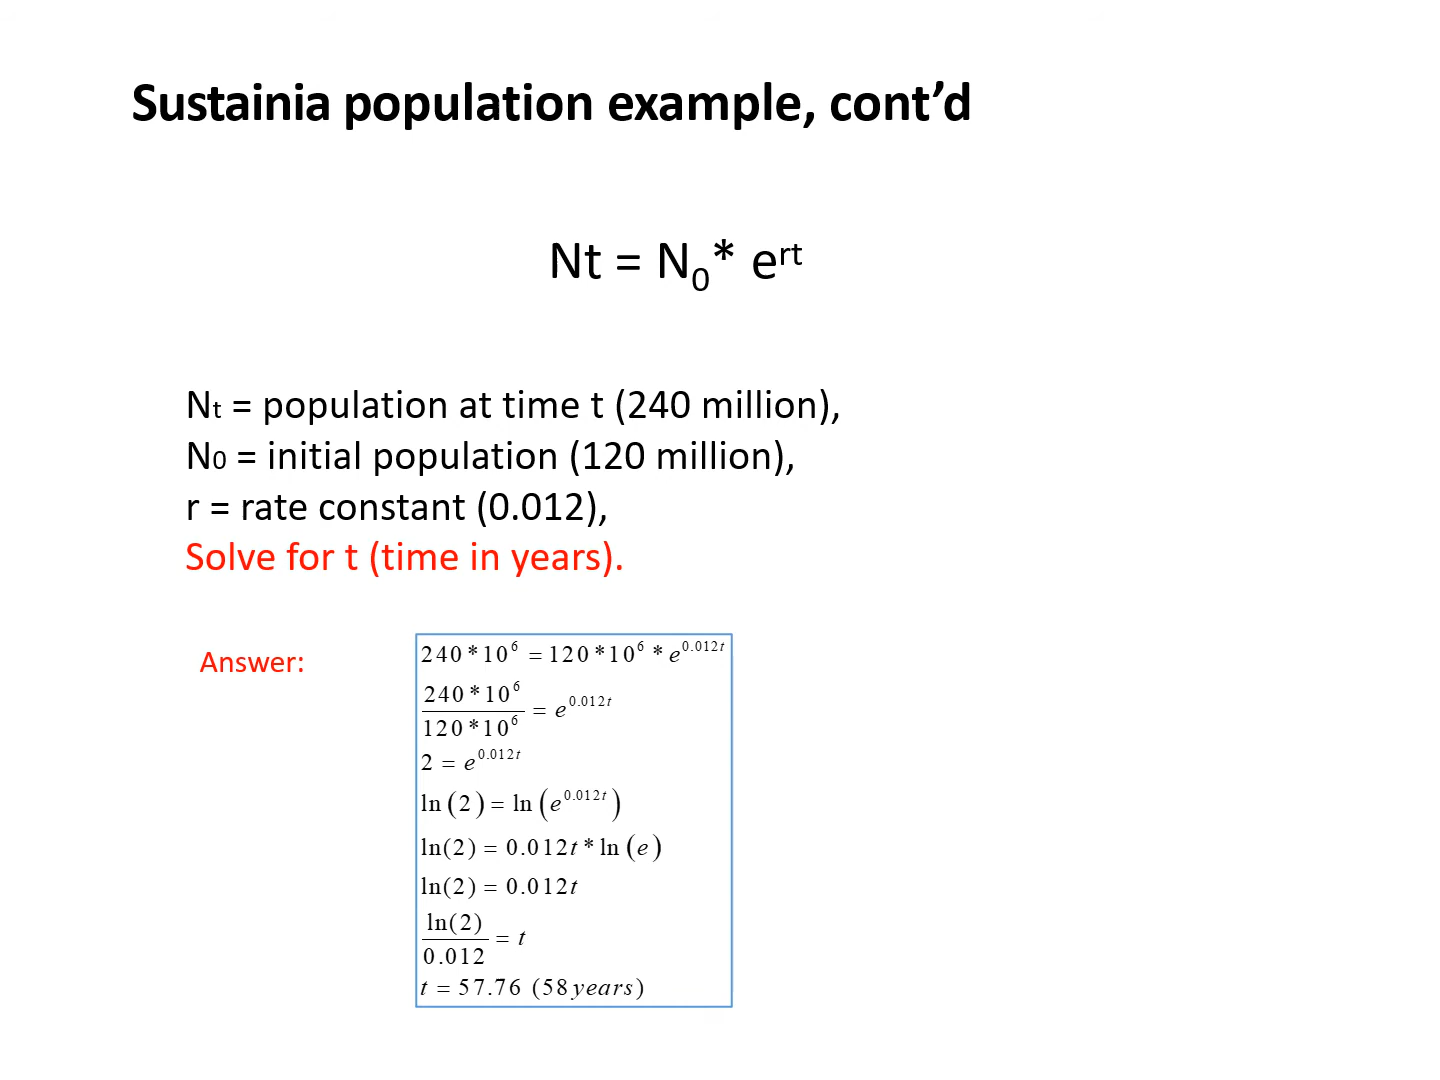 Sustainia population example, cont’d
Nt = N₀* eʳᵗ
Nt = population at time t (240 million),
N0 = initial population (120 million),
r = rate constant (0.012),
Solve for t (time in years).
Answer:
240*10^6 = 120*10^6 * e^0.012t
240*10^6 / 120*10^6 = e^0.012t
2 = e^0.012t
ln(2) = ln(e^0.012t)
ln(2) = 0.012t * ln(e)
ln(2) = 0.012t
ln(2) / 0.012 = t
t = 57.76 (58 years)